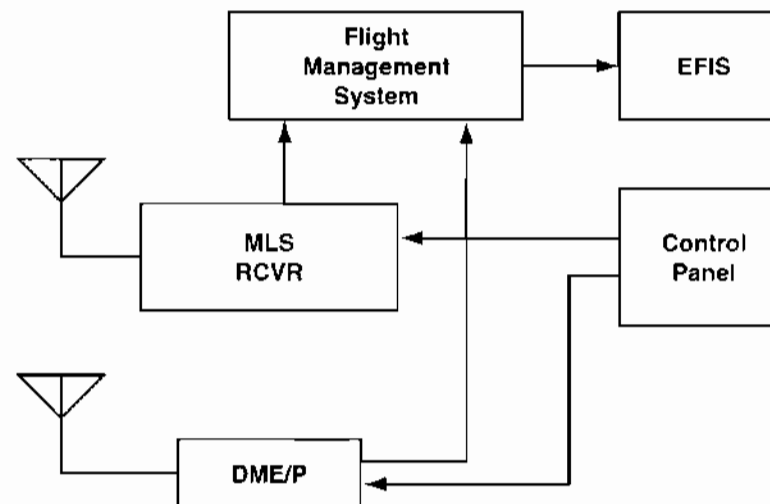 Flight
Management
System
EFIS
MLS
RCVR
Control
Panel
DME/P